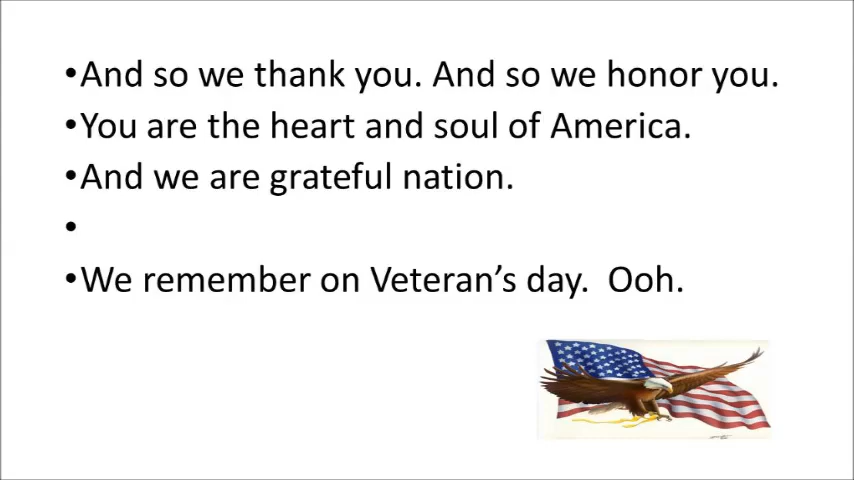 •And so we thank you. And so we honor you.
•You are the heart and soul of America.
•And we are grateful nation.
•
•We remember on Veteran’s day.  Ooh.